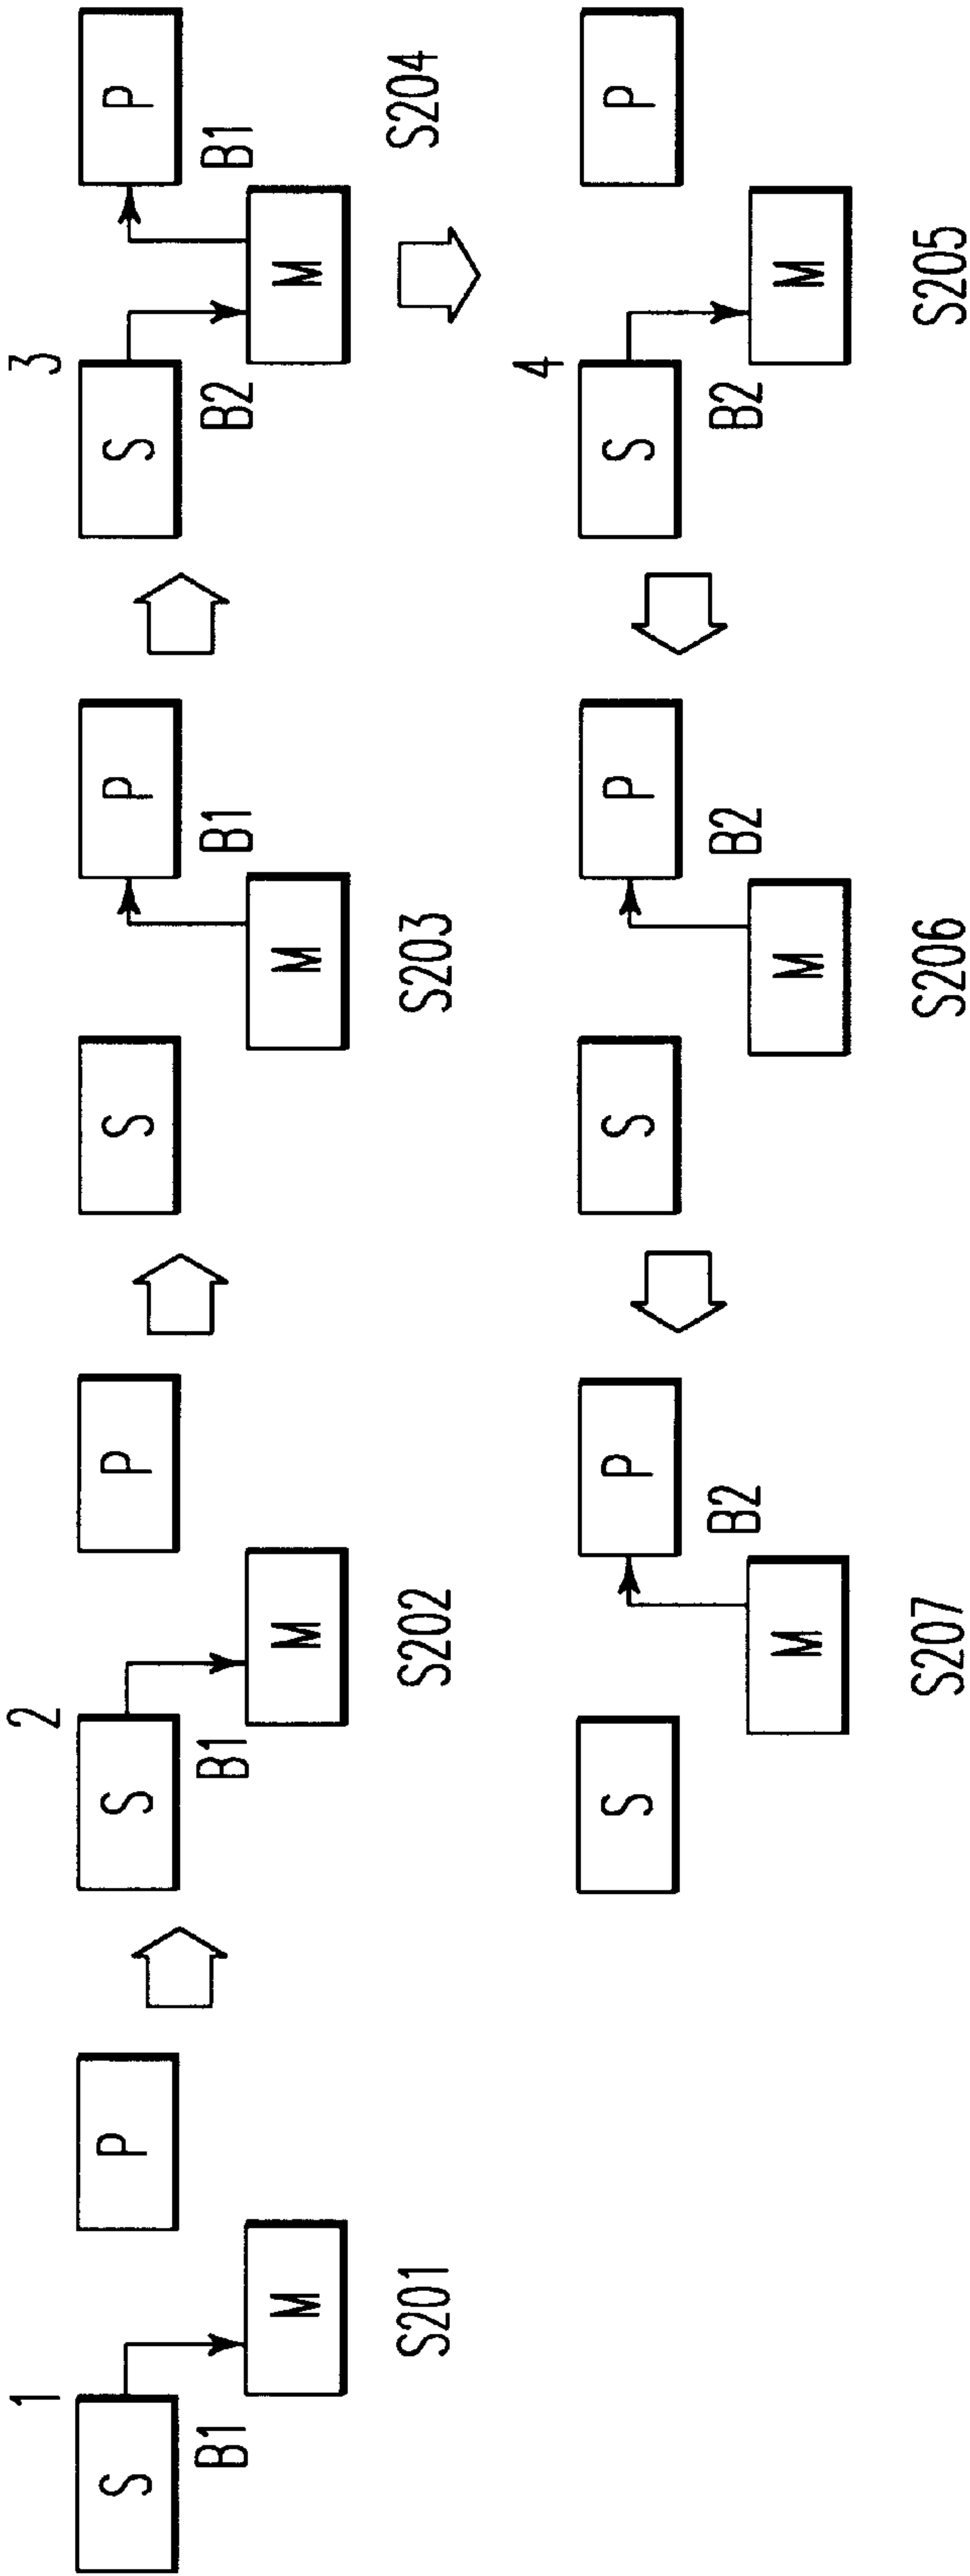 1 2 3
S P S P S P S P
B1 B1 B1 B2 B1
M M M M
S201 S202 S203 S204
4
S P S P S P
B2 B2 B2
M M M
S207 S206 S205